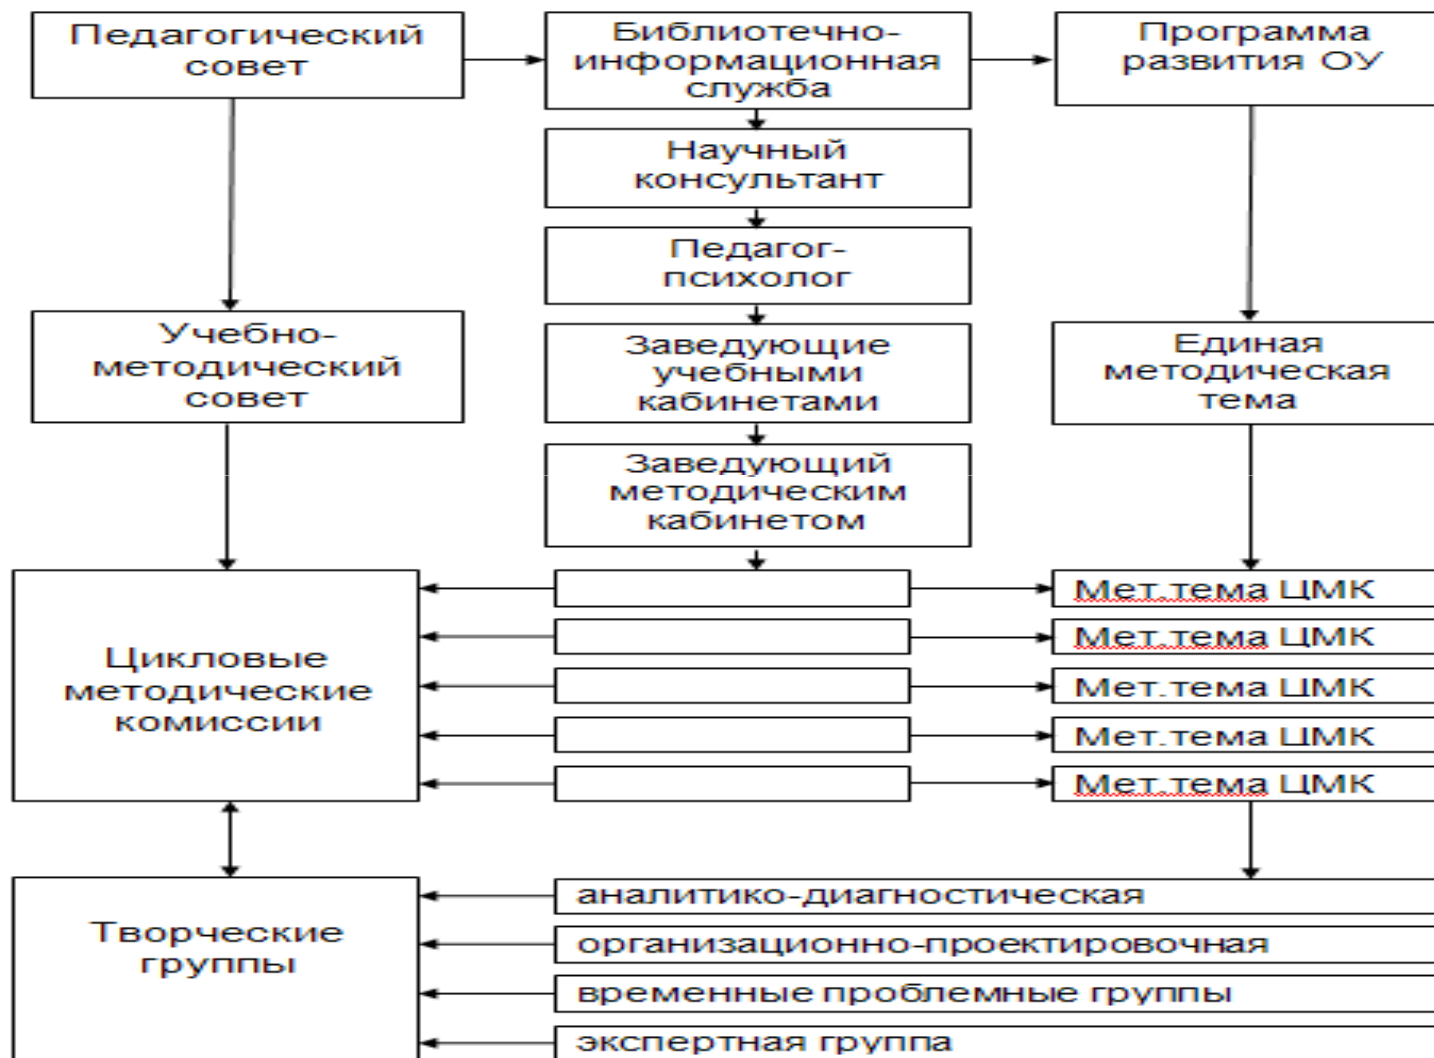 Педагогический
совет
Библиотечно-
информационная
служба
Программа
развития ОУ
Научный
консультант
Педагог-
психолог
Учебно-
методический
совет
Заведующие
учебными
кабинетами
Единая
методическая
тема
Заведующий
методическим
кабинетом
Цикловые
методические
комиссии
Мет.тема ЦМК
Мет.тема ЦМК
Мет.тема ЦМК
Мет.тема ЦМК
Мет.тема ЦМК
Творческие
группы
аналитико-диагностическая
организационно-проектировочная
временные проблемные группы
экспертная группа